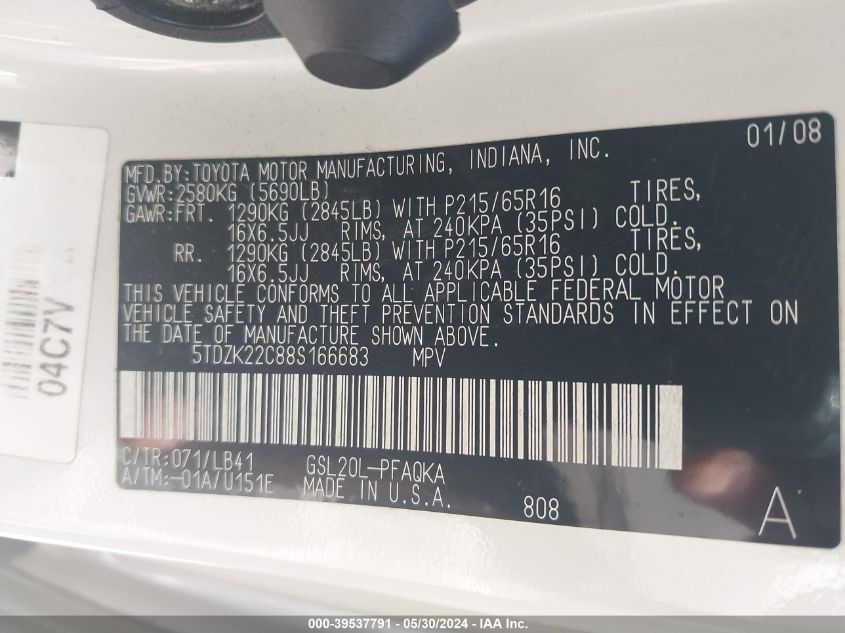 01/08
MFD.BY:TOYOTA MOTOR MANUFACTURING, INDIANA, INC.
GVWR:2580KG (5690LB)
GAWR:FRT. 1290KG (2845LB) WITH P215/65R16 TIRES,
16X6.5JJ RIMS, AT 240KPA (35PSI) COLD.
RR. 1290KG (2845LB) WITH P215/65R16 TIRES,
16X6.5JJ RIMS, AT 240KPA (35PSI) COLD.
THIS VEHICLE CONFORMS TO ALL APPLICABLE FEDERAL MOTOR
VEHICLE SAFETY AND THEFT PREVENTION STANDARDS IN EFFECT ON
THE DATE OF MANUFACTURE SHOWN ABOVE.
5TDZK22C88S166683 MPV
C/TR:071/LB41 GSL20L-PFAQKA
A/TM:-01A/U151E MADE IN U.S.A. 808 A
04C7V
000-39537791 - 05/30/2024 - IAA Inc.